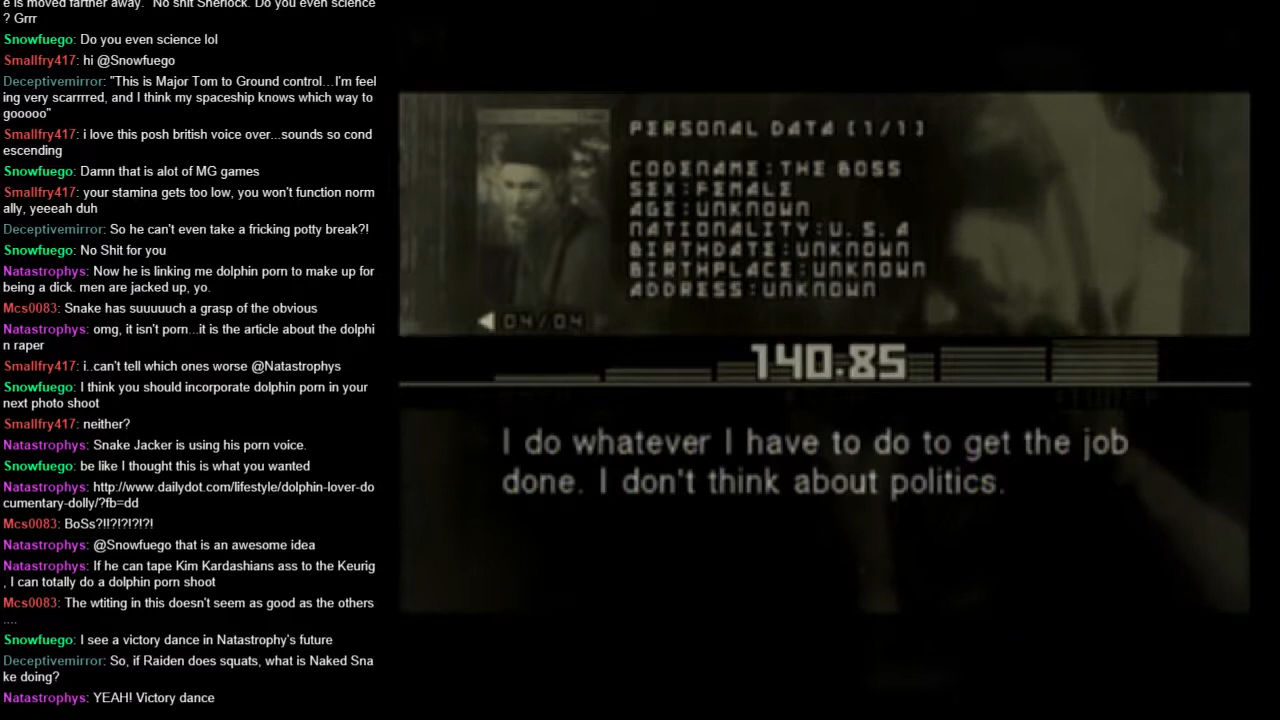 e is moved farther away." No shit Sherlock. Do you even science
? Grrr
Snowfuego: Do you even science lol
Smallfry417: hi @Snowfuego
Deceptivemirror: "This is Major Tom to Ground control...I'm feel
ing very scarrrred, and I think my spaceship knows which way to
gooooo"
Smallfry417: i love this posh british voice over...sounds so cond
escending
Snowfuego: Damn that is alot of MG games
Smallfry417: your stamina gets too low, you won't function norm
ally, yeeeah duh
Deceptivemirror: So he can't even take a fricking potty break?!
Snowfuego: No Shit for you
Natastrophys: Now he is linking me dolphin porn to make up for
being a dick. men are jacked up, yo.
Mcs0083: Snake has suuuuuch a grasp of the obvious
Natastrophys: omg, it isn't porn...it is the article about the dolphi
n raper
Smallfry417: i..can't tell which ones worse @Natastrophys
Snowfuego: I think you should incorporate dolphin porn in your
next photo shoot
Smallfry417: neither?
Natastrophys: Snake Jacker is using his porn voice.
Snowfuego: be like I thought this is what you wanted
Natastrophys: http://www.dailydot.com/lifestyle/dolphin-lover-do
cumentary-dolly/?fb=dd
Mcs0083: BoSs?!!?!?!?!?!
Natastrophys: @Snowfuego that is an awesome idea
Natastrophys: If he can tape Kim Kardashians ass to the Keurig
, I can totally do a dolphin porn shoot
Mcs0083: The wtiting in this doesn't seem as good as the others
....
Snowfuego: I see a victory dance in Natastrophy's future
Deceptivemirror: So, if Raiden does squats, what is Naked Sna
ke doing?
Natastrophys: YEAH! Victory dance
PERSONAL DATA [1/1]
CODENAME:THE BOSS
SEX:FEMALE
AGE:UNKNOWN
NATIONALITY:U. S. A
BIRTHDATE:UNKNOWN
BIRTHPLACE:UNKNOWN
ADDRESS:UNKNOWN
04/04
140.85
I do whatever I have to do to get the job
done. I don't think about politics.